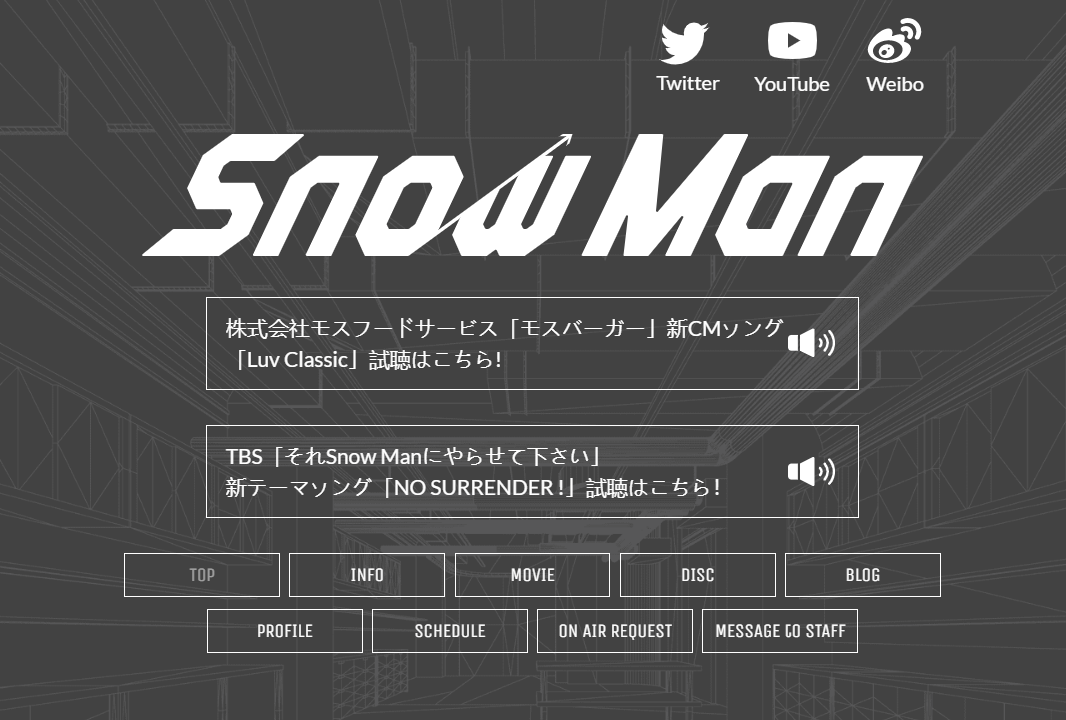 Twitter
YouTube
Weibo
Snow Man
株式会社モスフードサービス「モスバーガー」新CMソング
「Luv Classic」試聴はこちら!
TBS「それSnow Manにやらせて下さい」
新テーマソング「NO SURRENDER !」試聴はこちら!
TOP
INFO
MOVIE
DISC
BLOG
PROFILE
SCHEDULE
ON AIR REQUEST
MESSAGE to STAFF